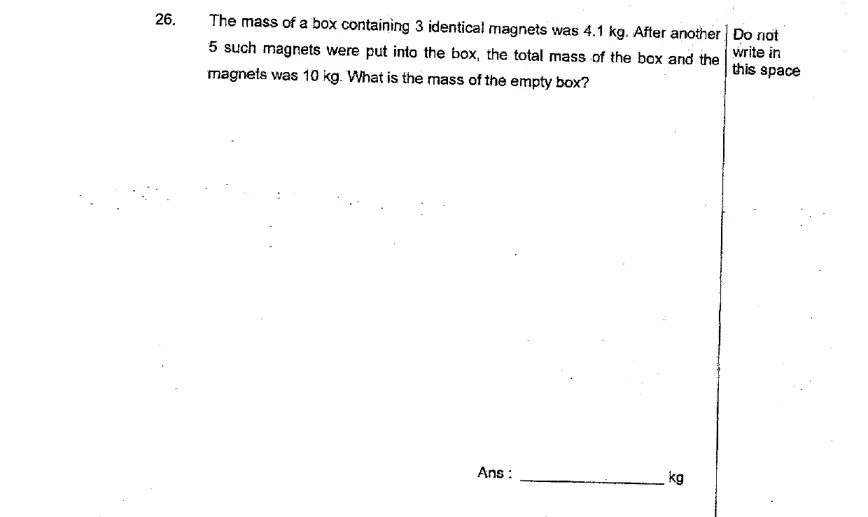 26. The mass of a box containing 3 identical magnets was 4.1 kg. After another
5 such magnets were put into the box, the total mass of the box and the
magnets was 10 kg. What is the mass of the empty box?
Do not
write in
this space
Ans : ______________ kg